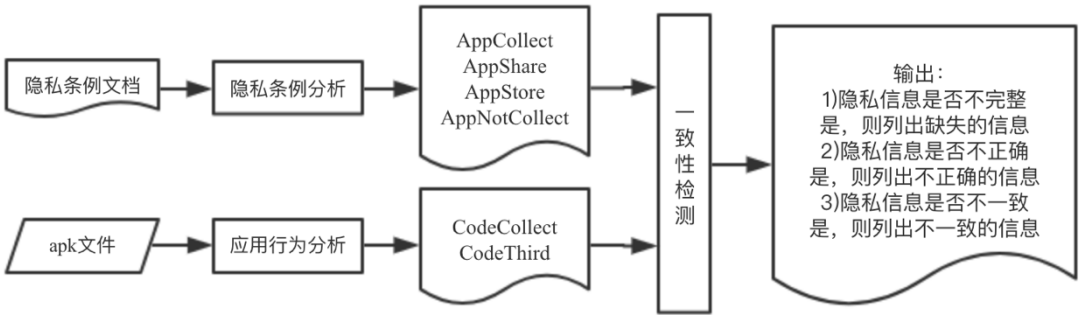 隐私条例文档
隐私条例分析
AppCollect
AppShare
AppStore
AppNotCollect
apk文件
应用行为分析
CodeCollect
CodeThird
一致性检测
输出：
1)隐私信息是否不完整
是，则列出缺失的信息
2)隐私信息是否不正确
是，则列出不正确的信息
3)隐私信息是否不一致
是，则列出不一致的信息